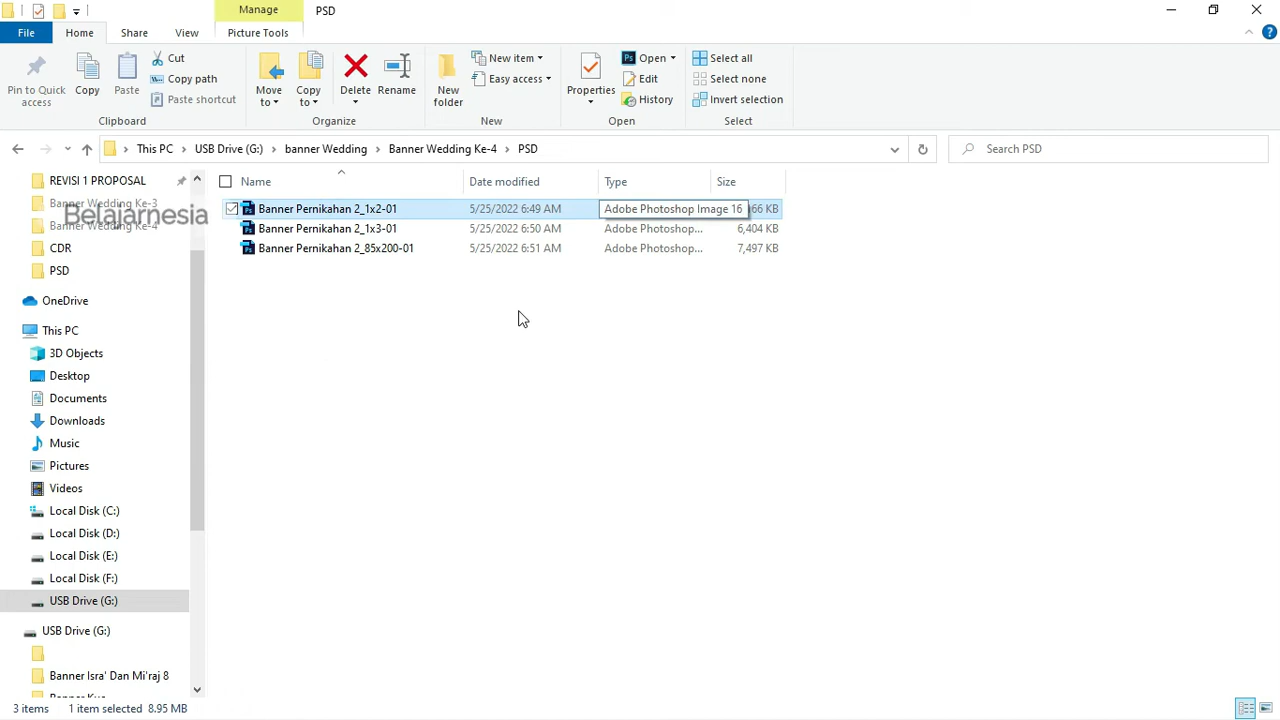 Manage
PSD
File
Home
Share
View
Picture Tools
Pin to Quick access
Copy
Paste
Cut
Copy path
Paste shortcut
Clipboard
Move to
Copy to
Delete
Rename
Organize
New folder
New item
Easy access
New
Properties
Open
Edit
History
Open
Select all
Select none
Invert selection
Select
This PC
USB Drive (G:)
banner Wedding
Banner Wedding Ke-4
PSD
Search PSD
Name
Date modified
Type
Size
Banner Pernikahan 2_1x2-01
5/25/2022 6:49 AM
Adobe Photoshop Image 16
66 KB
Banner Pernikahan 2_1x3-01
5/25/2022 6:50 AM
Adobe Photoshop...
6,404 KB
Banner Pernikahan 2_85x200-01
5/25/2022 6:51 AM
Adobe Photoshop...
7,497 KB
REVISI 1 PROPOSAL
Banner Wedding Ke-3
Belajarnesia
Banner Wedding Ke-4
CDR
PSD
OneDrive
This PC
3D Objects
Desktop
Documents
Downloads
Music
Pictures
Videos
Local Disk (C:)
Local Disk (D:)
Local Disk (E:)
Local Disk (F:)
USB Drive (G:)
USB Drive (G:)
Banner Isra' Dan Mi'raj 8
3 items
1 item selected 8.95 MB